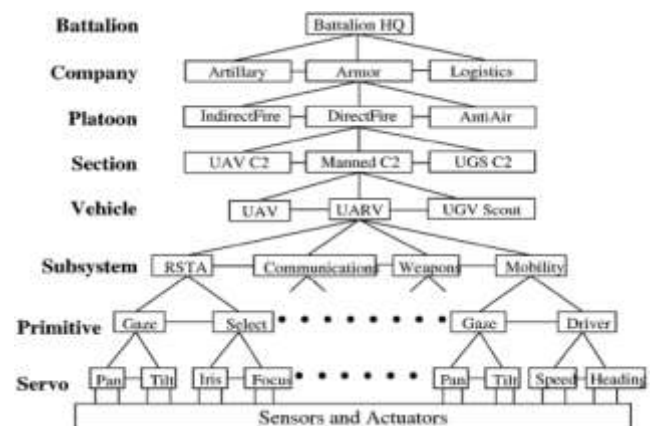 Battalion Battalion HQ
Company Artillary Armor Logistics
Platoon IndirectFire DirectFire AntiAir
Section UAV C2 Manned C2 UGS C2
Vehicle UAV UARV UGV Scout
Subsystem RSTA Communications Weapons Mobility
Primitive Gaze Select Gaze Driver
Servo Pan Tilt Iris Focus Pan Tilt Speed Heading
Sensors and Actuators